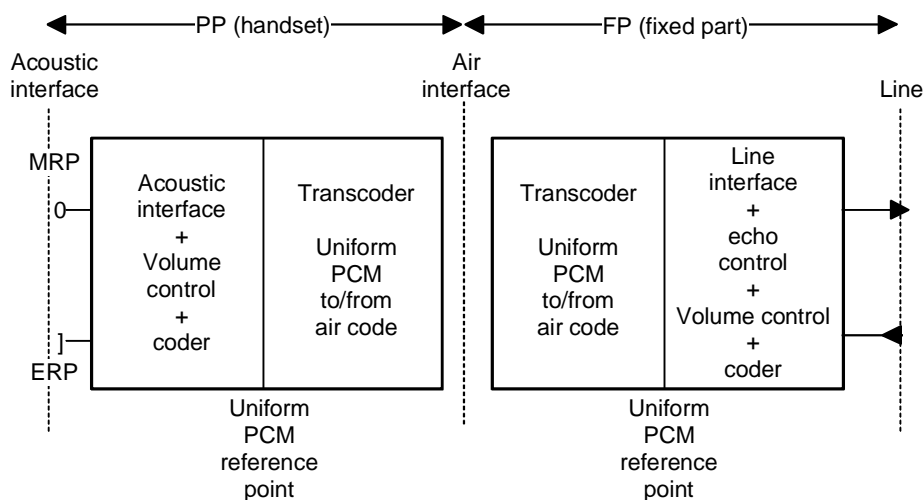 PP (handset)
FP (fixed part)
Acoustic
interface
Air
interface
Line
MRP
0
]
ERP
Acoustic
interface
+
Volume
control
+
coder
Transcoder
Uniform
PCM
to/from
air code
Transcoder
Uniform
PCM
to/from
air code
Line
interface
+
echo
control
+
Volume control
+
coder
Uniform
PCM
reference
point
Uniform
PCM
reference
point